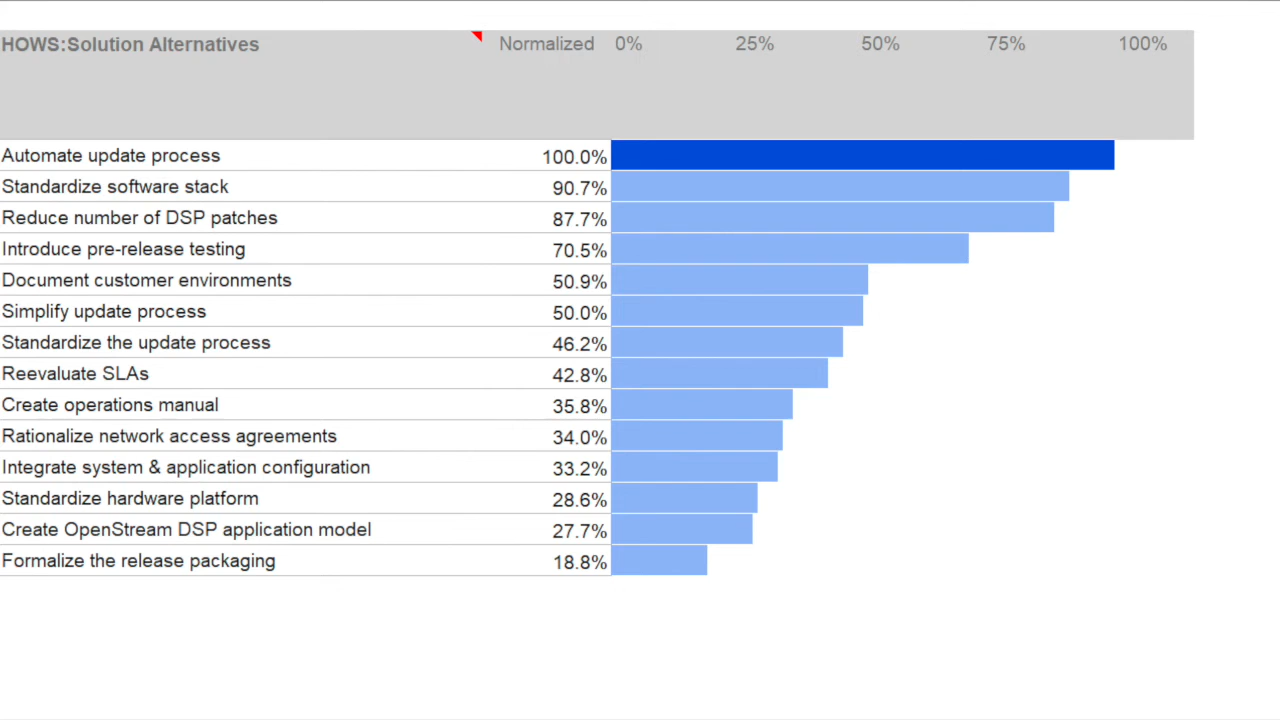 HOWS:Solution Alternatives Normalized 0% 25% 50% 75% 100%
Automate update process 100.0%
Standardize software stack 90.7%
Reduce number of DSP patches 87.7%
Introduce pre-release testing 70.5%
Document customer environments 50.9%
Simplify update process 50.0%
Standardize the update process 46.2%
Reevaluate SLAs 42.8%
Create operations manual 35.8%
Rationalize network access agreements 34.0%
Integrate system & application configuration 33.2%
Standardize hardware platform 28.6%
Create OpenStream DSP application model 27.7%
Formalize the release packaging 18.8%